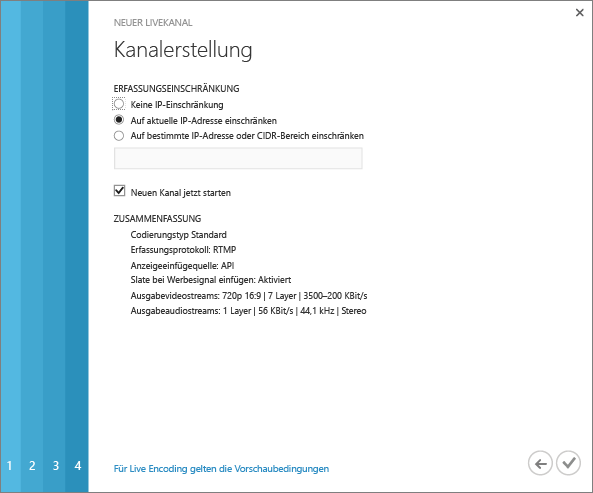 NEUER LIVEKANAL
Kanalerstellung
ERFASSUNGSEINSCHRÄNKUNG
Keine IP-Einschränkung
Auf aktuelle IP-Adresse einschränken
Auf bestimmte IP-Adresse oder CIDR-Bereich einschränken
Neuen Kanal jetzt starten
ZUSAMMENFASSUNG
Codierungstyp Standard
Erfassungsprotokoll: RTMP
Anzeigeeinfügequelle: API
Slate bei Werbesignal einfügen: Aktiviert
Ausgabevideostreams: 720p 16:9 | 7 Layer | 3500–200 KBit/s
Ausgabeaudiostreams: 1 Layer | 56 KBit/s | 44,1 kHz | Stereo
1 2 3 4
Für Live Encoding gelten die Vorschaubedingungen